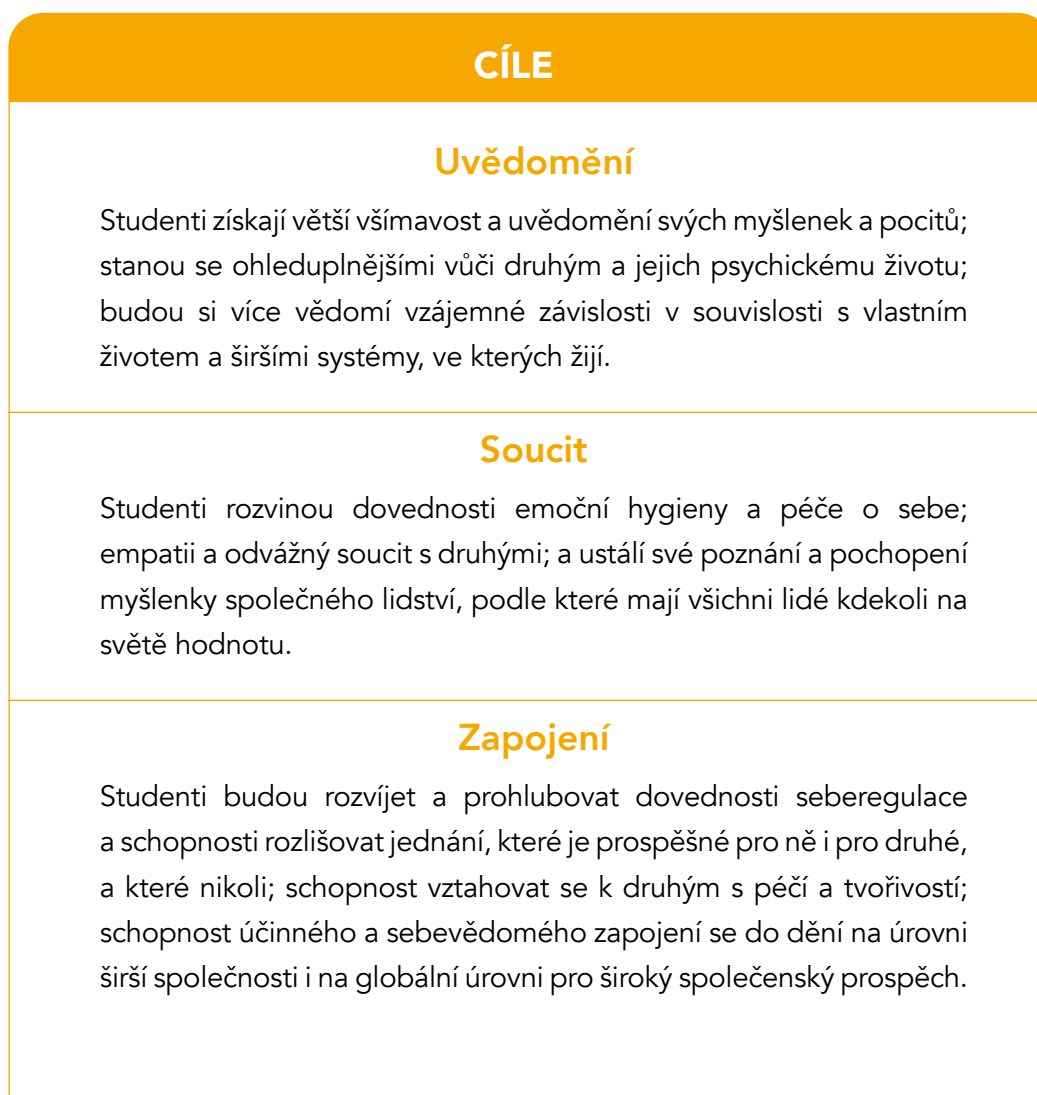 CÍLE
Uvědomění
Studenti získají větší všímavost a uvědomění svých myšlenek a pocitů;
stanou se ohleduplnějšími vůči druhým a jejich psychickému životu;
budou si více vědomí vzájemné závislosti v souvislosti s vlastním
životem a širšími systémy, ve kterých žijí.
Soucit
Studenti rozvinou dovednosti emoční hygieny a péče o sebe;
empatii a odvážný soucit s druhými; a ustálí své poznání a pochopení
myšlenky společného lidství, podle které mají všichni lidé kdekoli na
světě hodnotu.
Zapojení
Studenti budou rozvíjet a prohlubovat dovednosti seberegulace
a schopnosti rozlišovat jednání, které je prospěšné pro ně i pro druhé,
a které nikoli; schopnost vztahovat se k druhým s péčí a tvořivostí;
schopnost účinného a sebevědomého zapojení se do dění na úrovni
širší společnosti i na globální úrovni pro široký společenský prospěch.